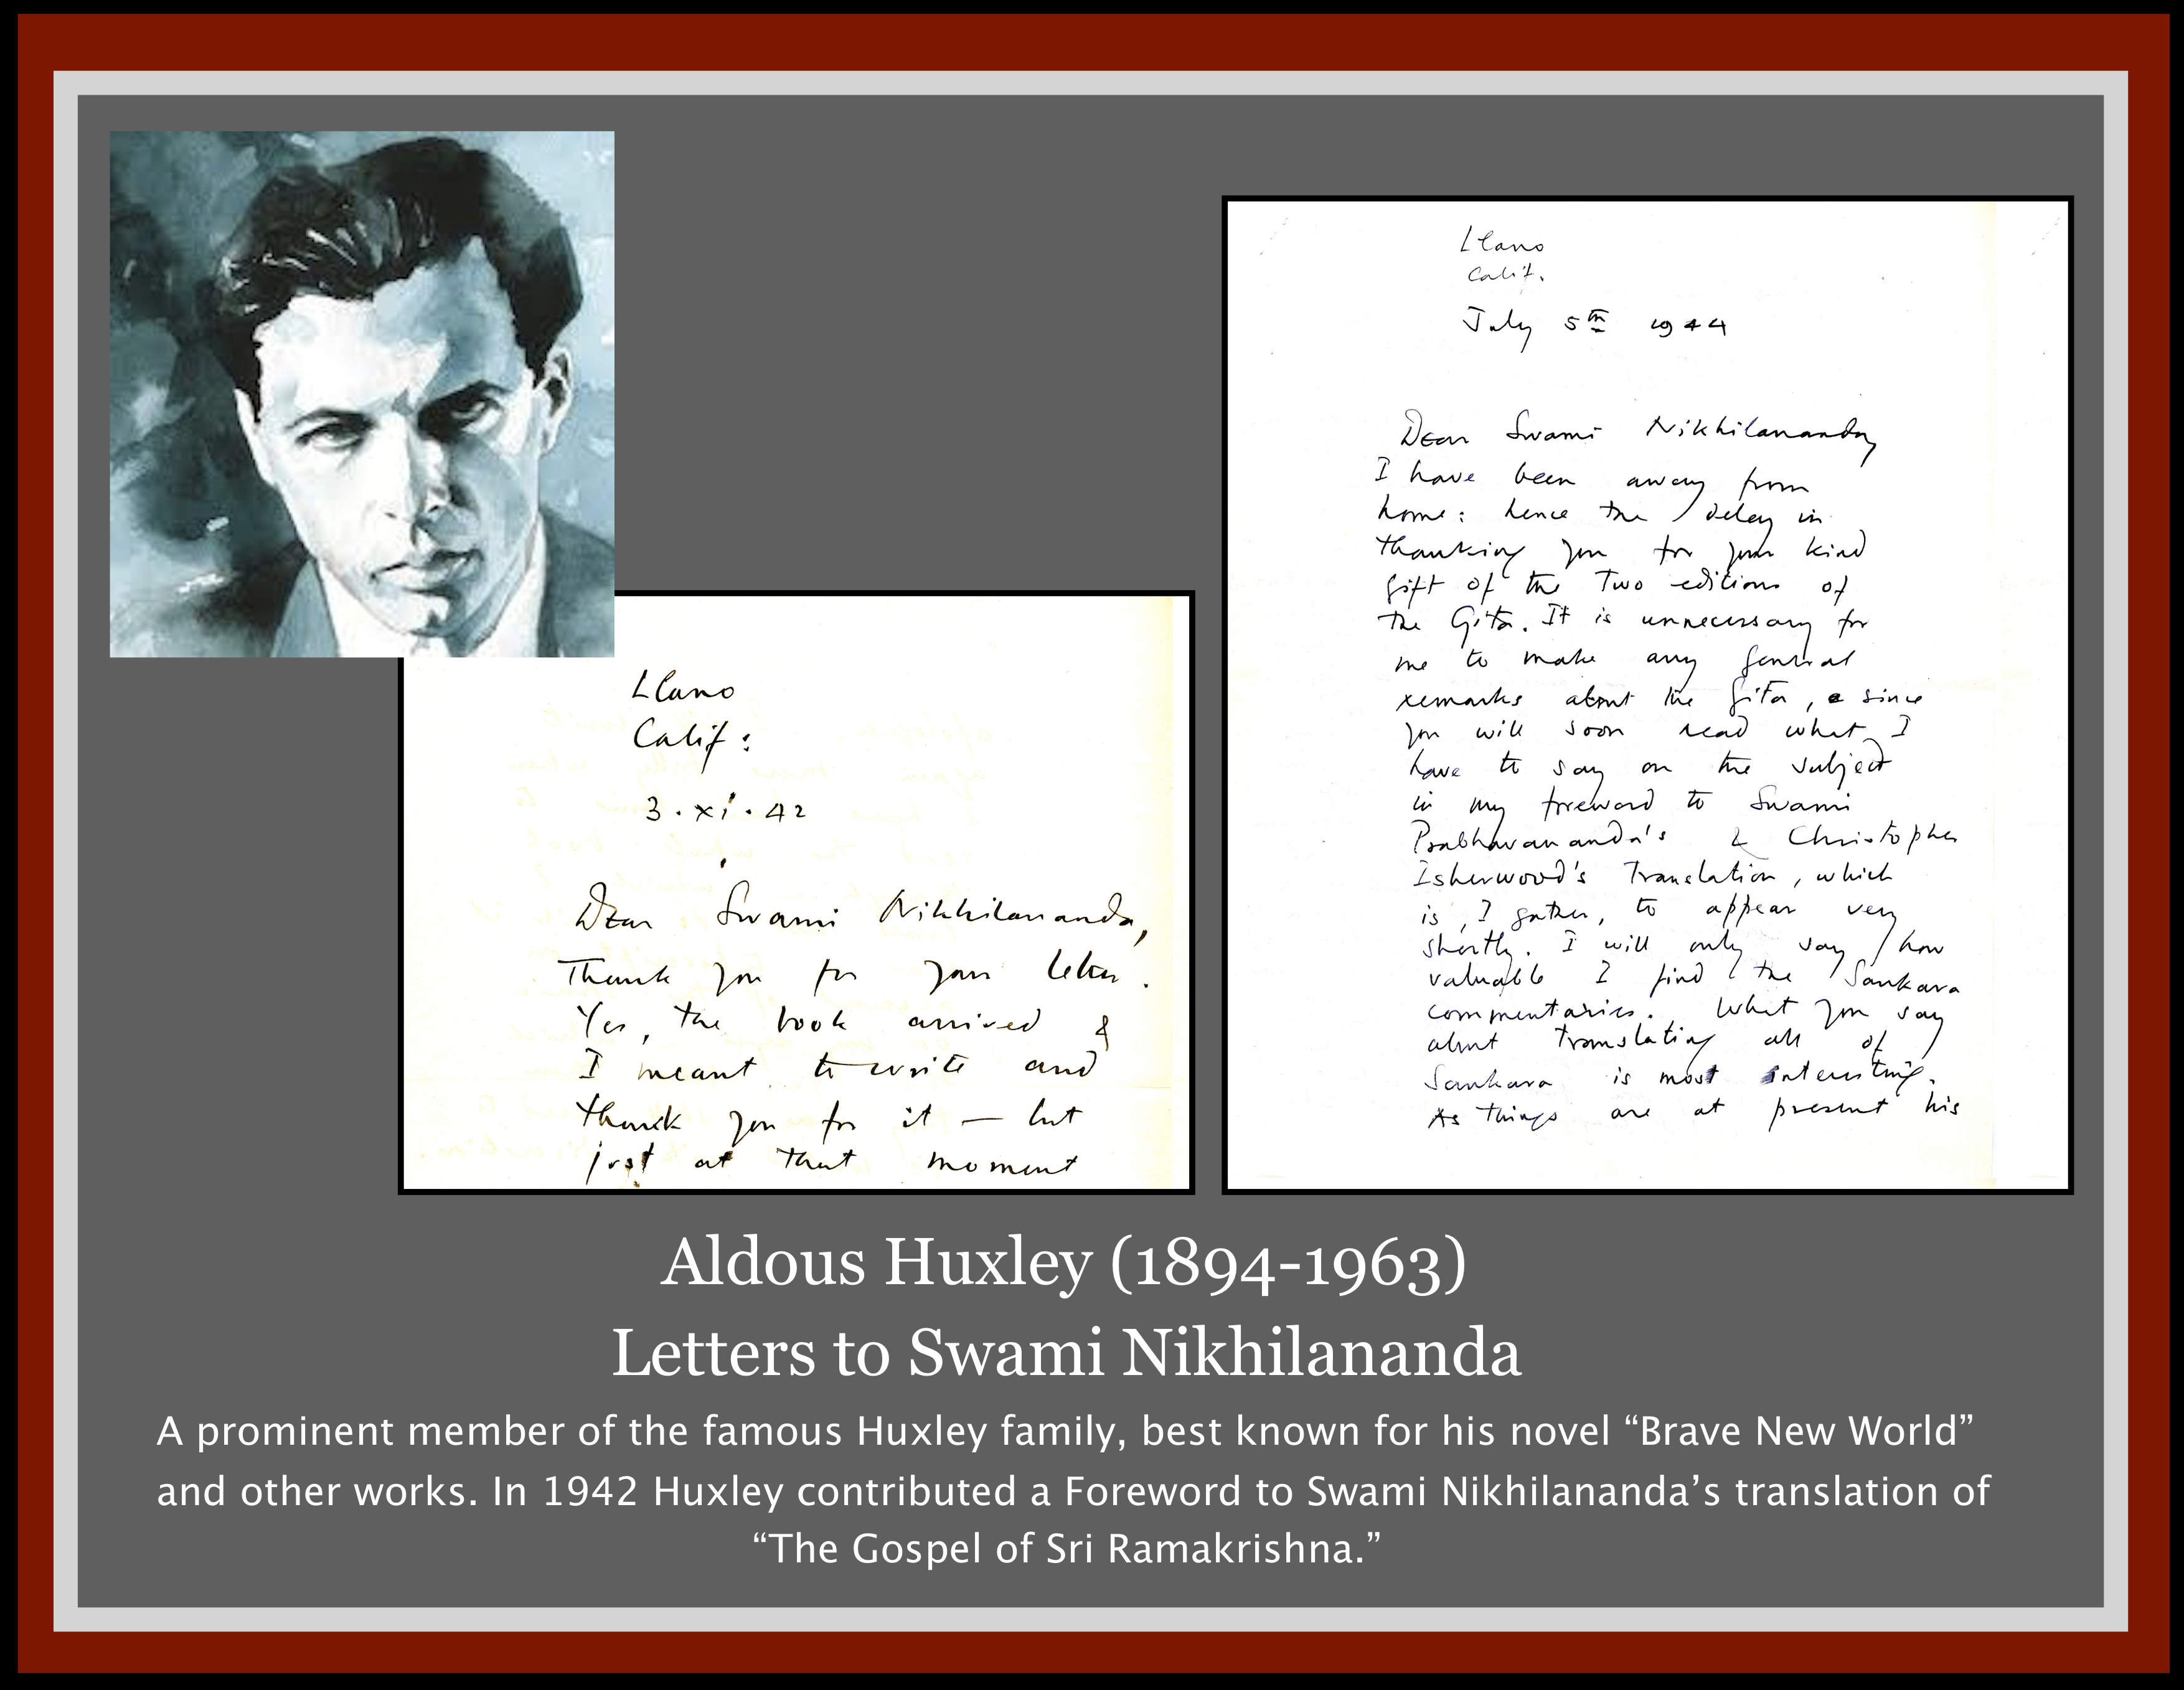 Llano
Calif:
3.xi.42
Dear Swami Nikhilananda,
Thank you for your letter.
Yes, the book arrived &
I meant to write and
thank you for it — but
just at that moment
Llano
Calif.
July 5th 1944
Dear Swami Nikhilananda,
I have been away from
home: hence the delay in
thanking you for your kind
gift of the two editions of
the Gita. It is unnecessary for
me to make any general
remarks about the Gita, since
you will soon read what I
have to say on the subject
in my foreword to Swami
Prabhavananda's & Christopher
Isherwood's Translation, which
is, I gather, to appear very
shortly. I will only say how
valuable I find the Sankara
commentaries. What you say
about translating all of
Sankara is most interesting.
As things are at present his
Aldous Huxley (1894-1963)
Letters to Swami Nikhilananda
A prominent member of the famous Huxley family, best known for his novel “Brave New World”
and other works. In 1942 Huxley contributed a Foreword to Swami Nikhilananda’s translation of
“The Gospel of Sri Ramakrishna.”